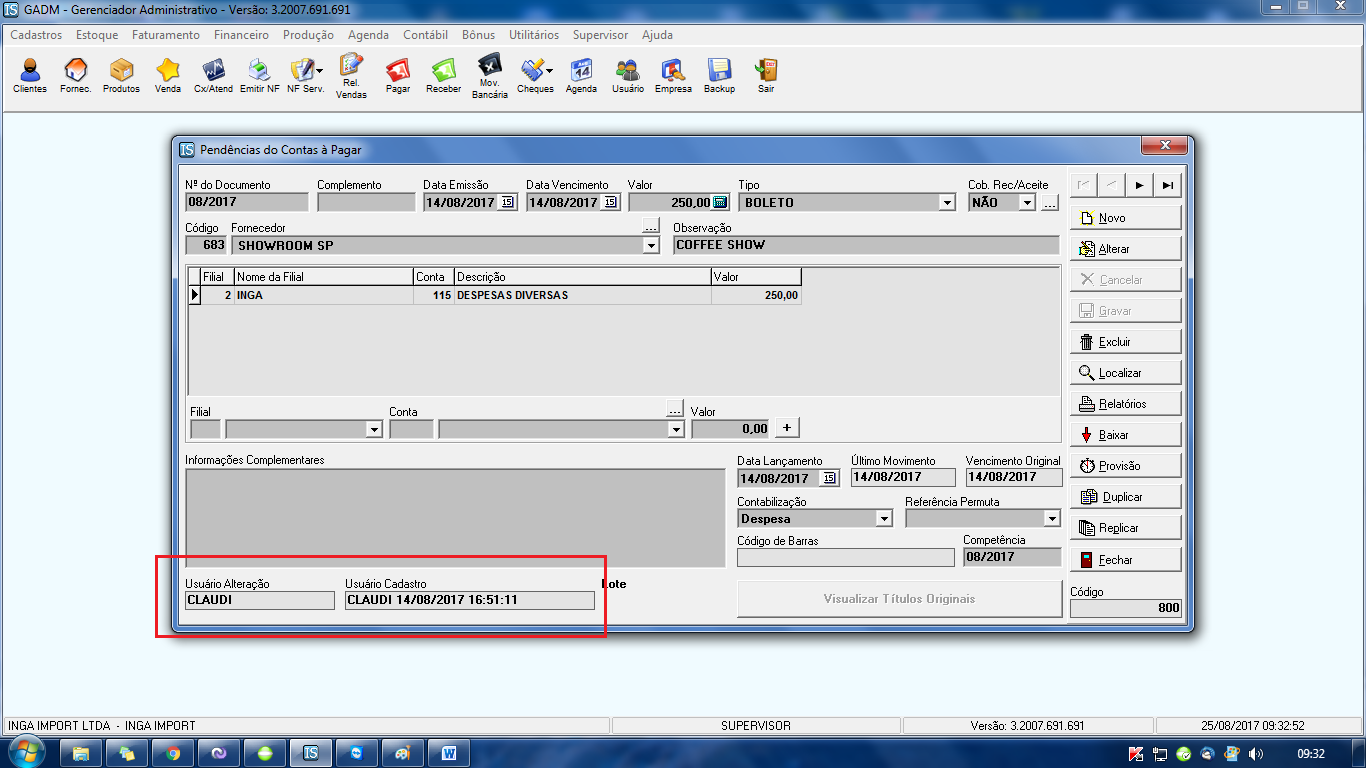 GADM - Gerenciador Administrativo - Versão: 3.2007.691.691
Cadastros Estoque Faturamento Financeiro Produção Agenda Contábil Bônus Utilitários Supervisor Ajuda
Clientes Fornec. Produtos Venda Cx/Atend Emitir NF NF Serv. Rel. Vendas Pagar Receber Mov. Bancária Cheques Agenda Usuário Empresa Backup Sair
Pendências do Contas à Pagar
Nº do Documento Complemento Data Emissão Data Vencimento Valor Tipo Cob. Rec/Aceite
08/2017 14/08/2017 14/08/2017 250,00 BOLETO NÃO ...
Código Fornecedor ... Observação
683 SHOWROOM SP COFFEE SHOW
Filial Nome da Filial Conta Descrição Valor
2 INGA 115 DESPESAS DIVERSAS 250,00
Filial Conta ... Valor
0,00 +
Informações Complementares
Data Lançamento Último Movimento Vencimento Original
14/08/2017 14/08/2017 14/08/2017
Contabilização Referência Permuta
Despesa
Código de Barras Competência
08/2017
Usuário Alteração Usuário Cadastro Lote
CLAUDI CLAUDI 14/08/2017 16:51:11
Visualizar Títulos Originais
Novo
Alterar
Cancelar
Gravar
Excluir
Localizar
Relatórios
Baixar
Provisão
Duplicar
Replicar
Fechar
Código
800
INGA IMPORT LTDA - INGA IMPORT SUPERVISOR Versão: 3.2007.691.691 25/08/2017 09:32:52
09:32